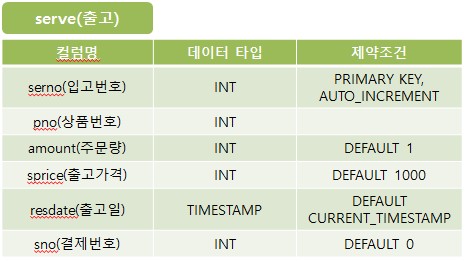 serve(출고)
컬럼명 데이터 타입 제약조건
serno(입고번호) INT PRIMARY KEY,
AUTO_INCREMENT
pno(상품번호) INT
amount(주문량) INT DEFAULT 1
sprice(출고가격) INT DEFAULT 1000
resdate(출고일) TIMESTAMP DEFAULT
CURRENT_TIMESTAMP
sno(결제번호) INT DEFAULT 0